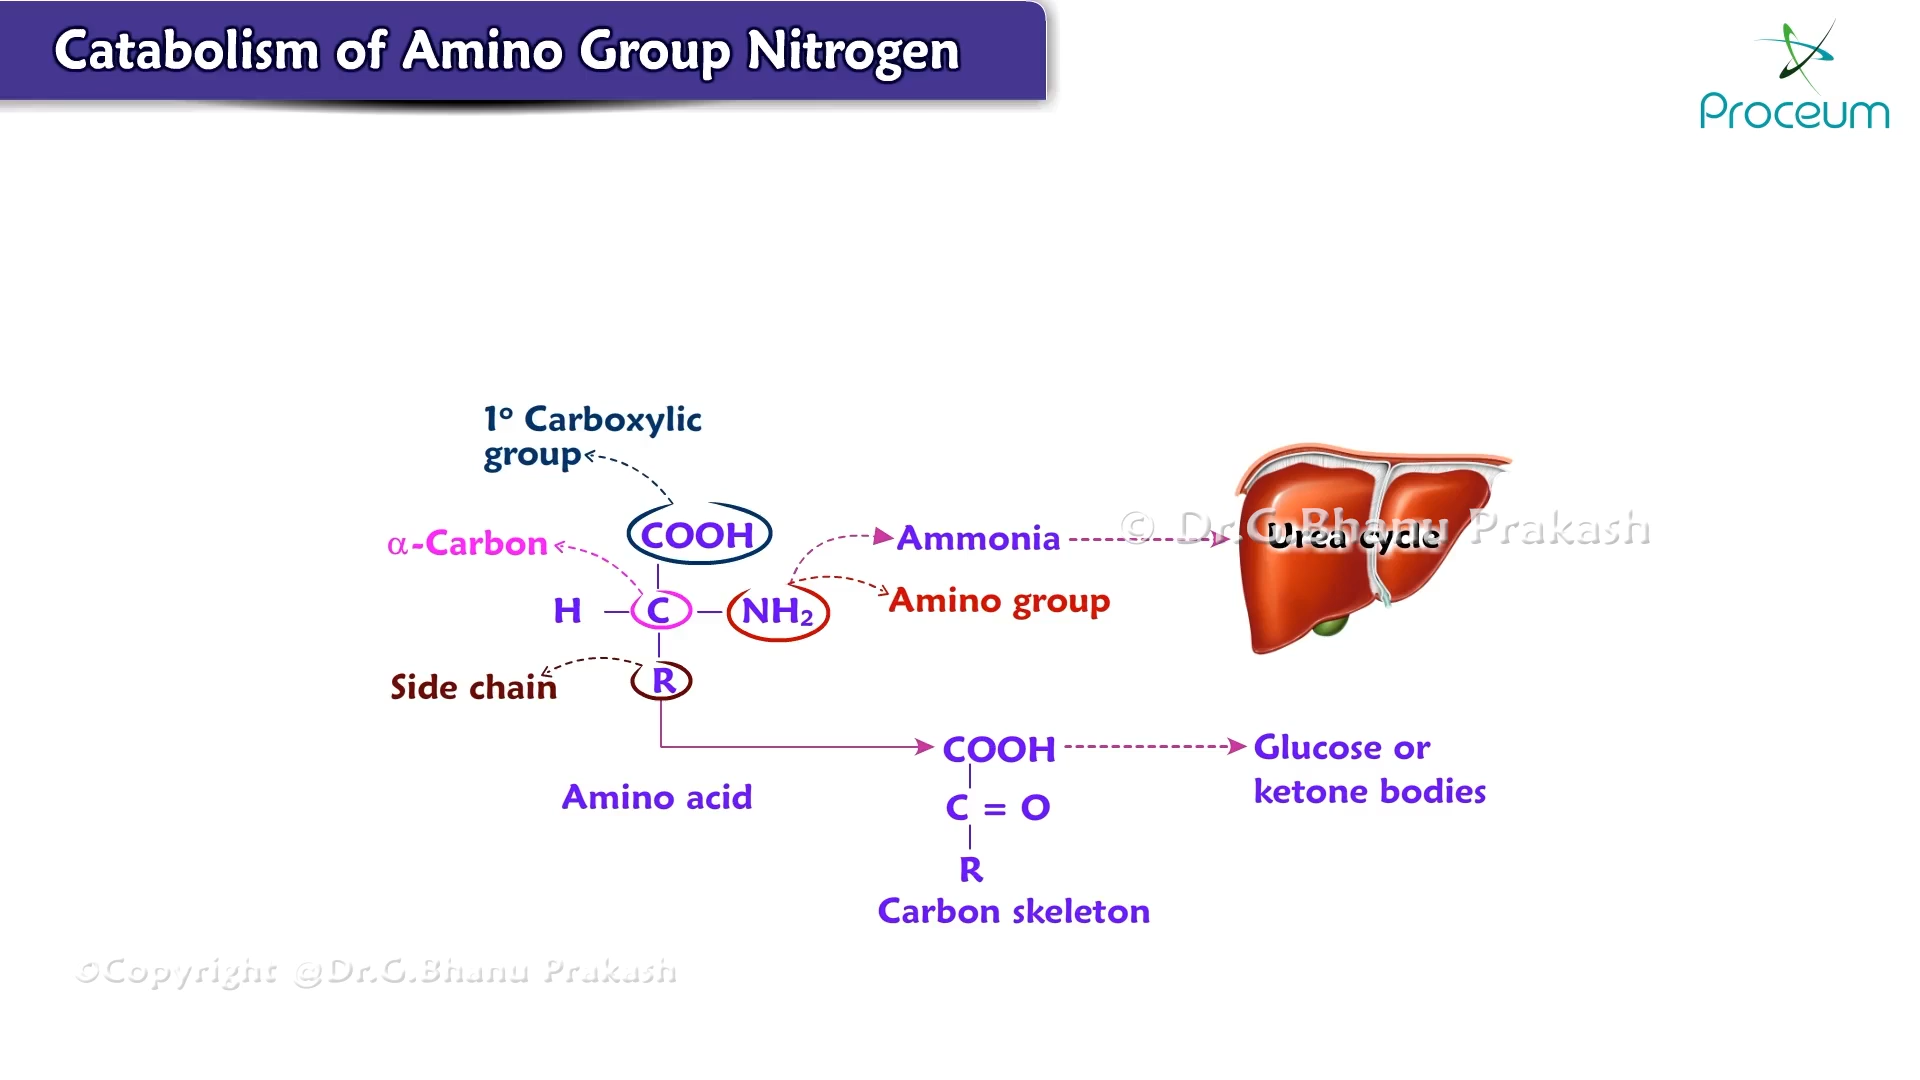 Catabolism of Amino Group Nitrogen
Proceum
1º Carboxylic
group
COOH
α-Carbon
Ammonia
Urea cycle
© Dr.G.Bhanu Prakash
H
C
NH₂
Amino group
Side chain
R
COOH
Glucose or
ketone bodies
Amino acid
C = O
R
Carbon skeleton
©Copyright @Dr.G.Bhanu Prakash